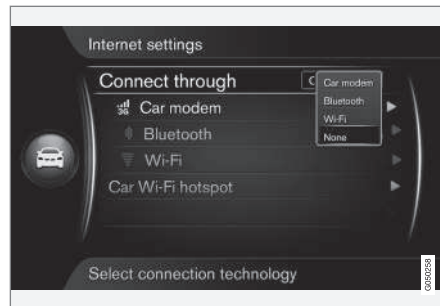 Internet settings
Connect through
Car modem
Bluetooth
Wi-Fi
None
3G Car modem
Bluetooth
Wi-Fi
Car Wi-Fi hotspot
Select connection technology
G050258